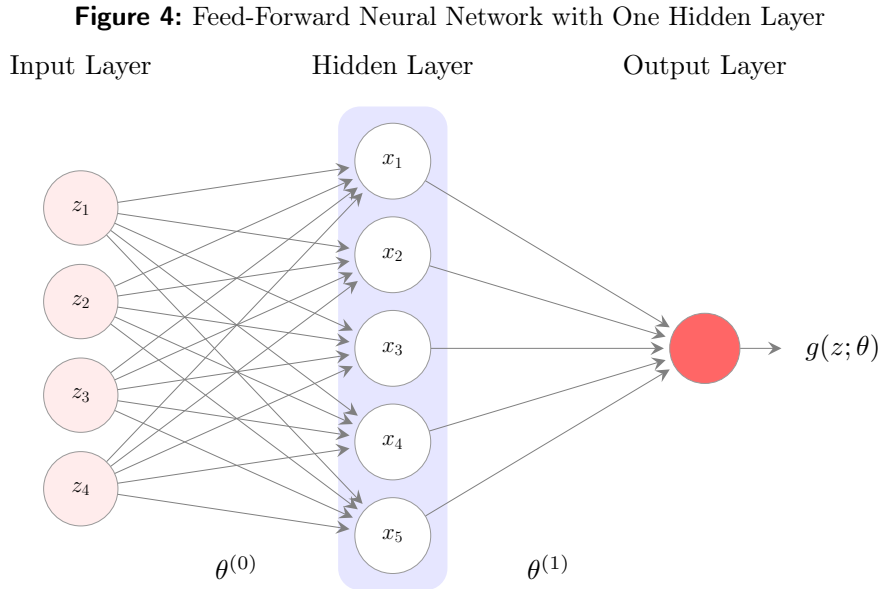 Figure 4: Feed-Forward Neural Network with One Hidden Layer
Input Layer
Hidden Layer
Output Layer
z₁
z₂
z₃
z₄
x₁
x₂
x₃
x₄
x₅
g(z; θ)
θ⁽⁰⁾
θ⁽¹⁾